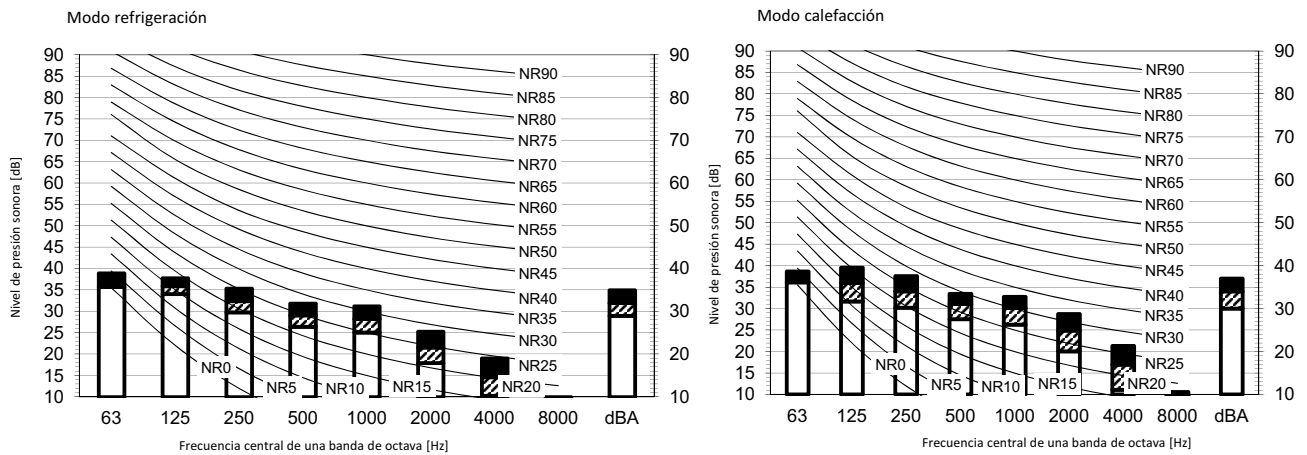 Modo refrigeración
Nivel de presión sonora [dB]
90
85
80
75
70
65
60
55
50
45
40
35
30
25
20
15
10
NR90
NR85
NR80
NR75
NR70
NR65
NR60
NR55
NR50
NR45
NR40
NR35
NR30
NR25
NR20
NR15
NR10
NR5
NR0
90
80
70
60
50
40
30
20
10
63 125 250 500 1000 2000 4000 8000 dBA
Frecuencia central de una banda de octava [Hz]
Modo calefacción
Nivel de presión sonora [dB]
90
85
80
75
70
65
60
55
50
45
40
35
30
25
20
15
10
NR90
NR85
NR80
NR75
NR70
NR65
NR60
NR55
NR50
NR45
NR40
NR35
NR30
NR25
NR20
NR15
NR10
NR5
NR0
90
80
70
60
50
40
30
20
10
63 125 250 500 1000 2000 4000 8000 dBA
Frecuencia central de una banda de octava [Hz]